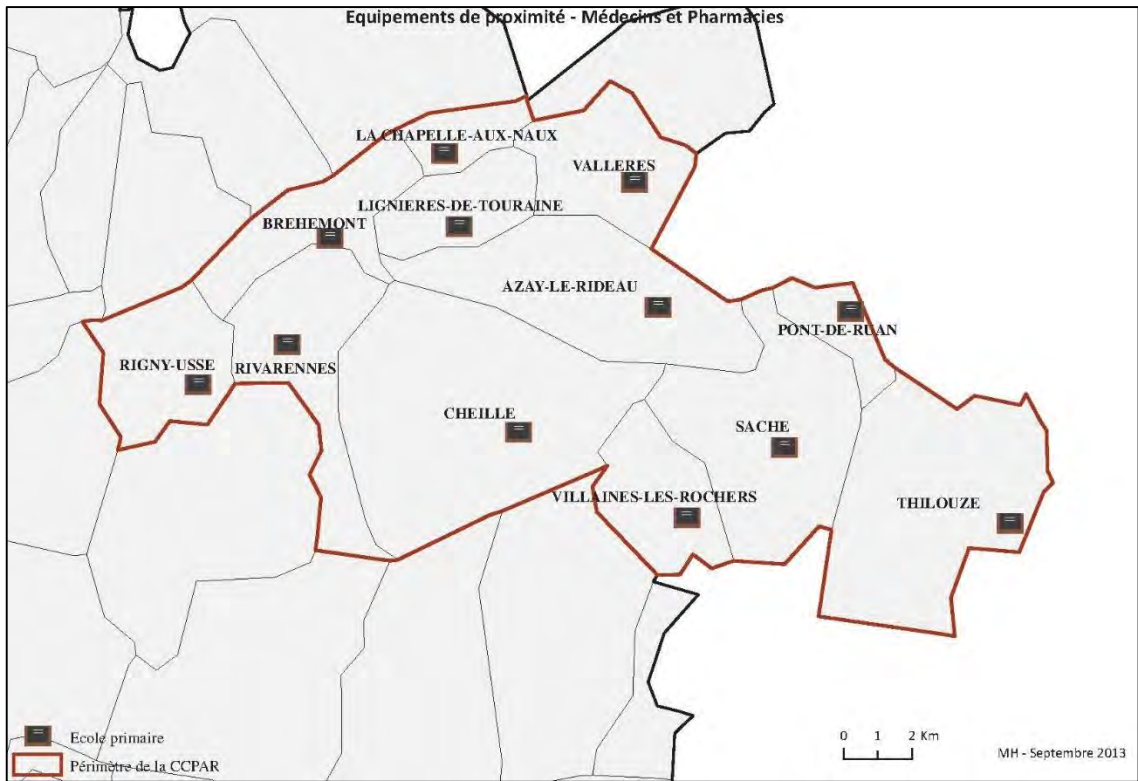 Equipements de proximité - Médecins et Pharmacies
LA CHAPELLE-AUX-NAUX
VALLERES
LIGNIERES-DE-TOURAINE
BREHEMONT
AZAY-LE-RIDEAU
PONT-DE-RUAN
RIGNY-USSE
RIVARENNES
CHEILLE
SACHE
VILLAINES-LES-ROCHERS
THILOUZE
Ecole primaire
Périmètre de la CCPAR
0 1 2 Km
MH - Septembre 2013